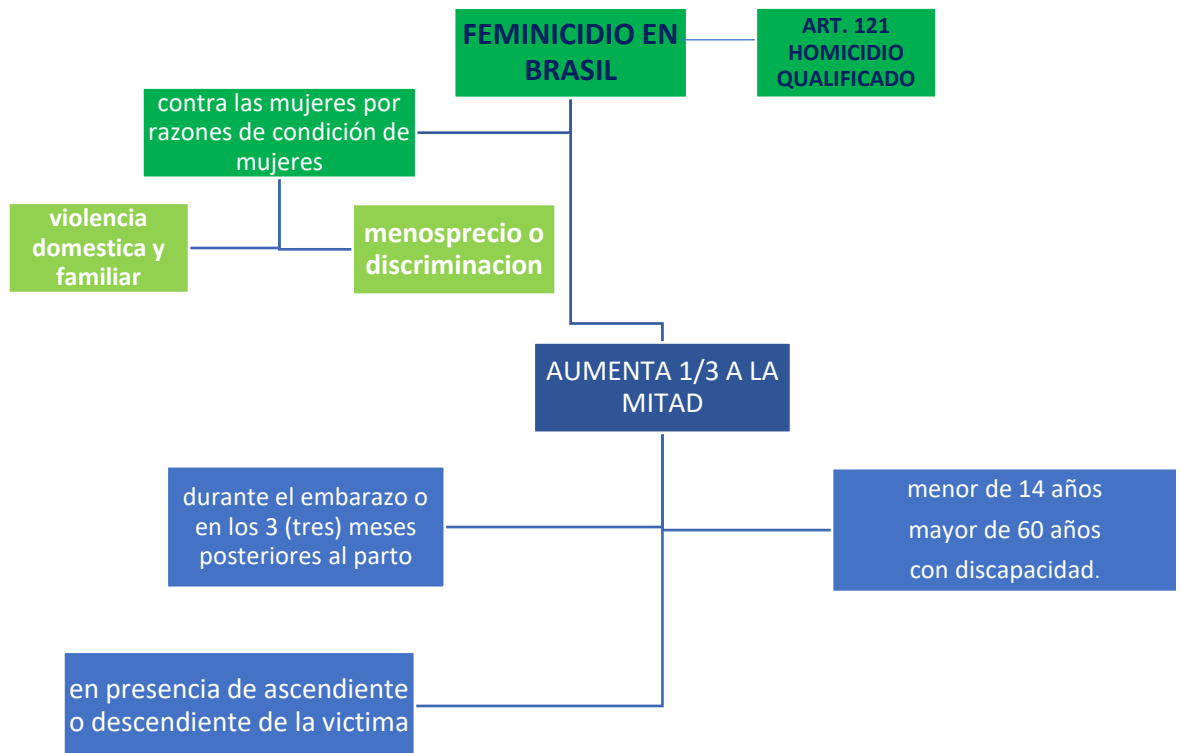 FEMINICIDIO EN
BRASIL
ART. 121
HOMICIDIO
QUALIFICADO
contra las mujeres por
razones de condición de
mujeres
violencia
domestica y
familiar
menosprecio o
discriminacion
AUMENTA 1/3 A LA
MITAD
durante el embarazo o
en los 3 (tres) meses
posteriores al parto
menor de 14 años
mayor de 60 años
con discapacidad.
en presencia de ascendiente
o descendiente de la victima